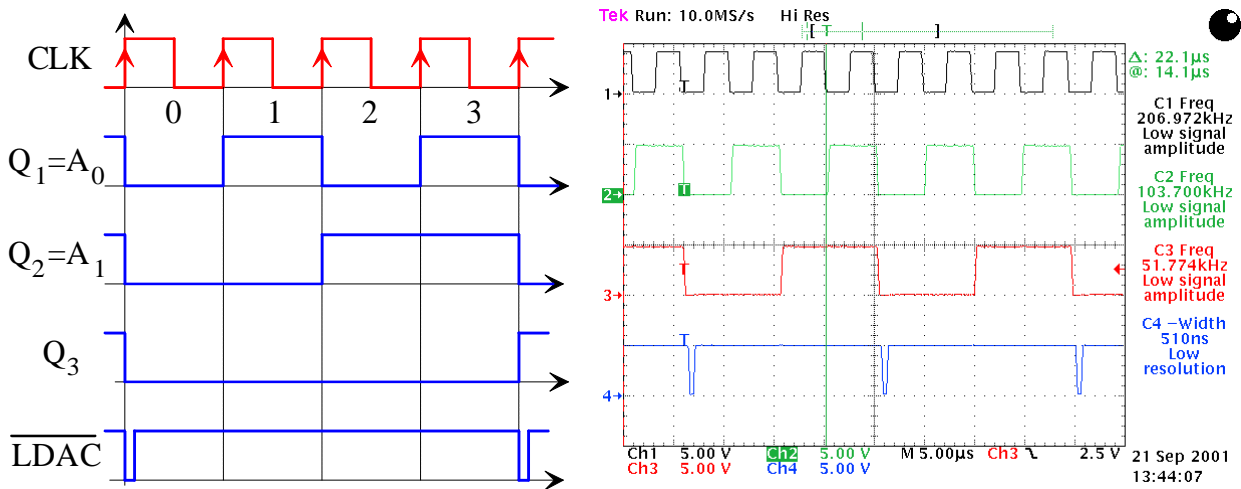 CLK
0 1 2 3
Q1=A0
Q2=A1
Q3
LDAC
Tek Run: 10.0MS/s Hi Res
[ T ]
Δ: 22.1µs
@: 14.1µs
T
1
C1 Freq
206.972kHz
Low signal
amplitude
2
T
C2 Freq
103.700kHz
Low signal
amplitude
T
3
C3 Freq
51.774kHz
Low signal
amplitude
T
4
C4 –Width
510ns
Low
resolution
Ch1 5.00 V Ch2 5.00 V M 5.00µs Ch3 2.5 V
Ch3 5.00 V Ch4 5.00 V
21 Sep 2001
13:44:07